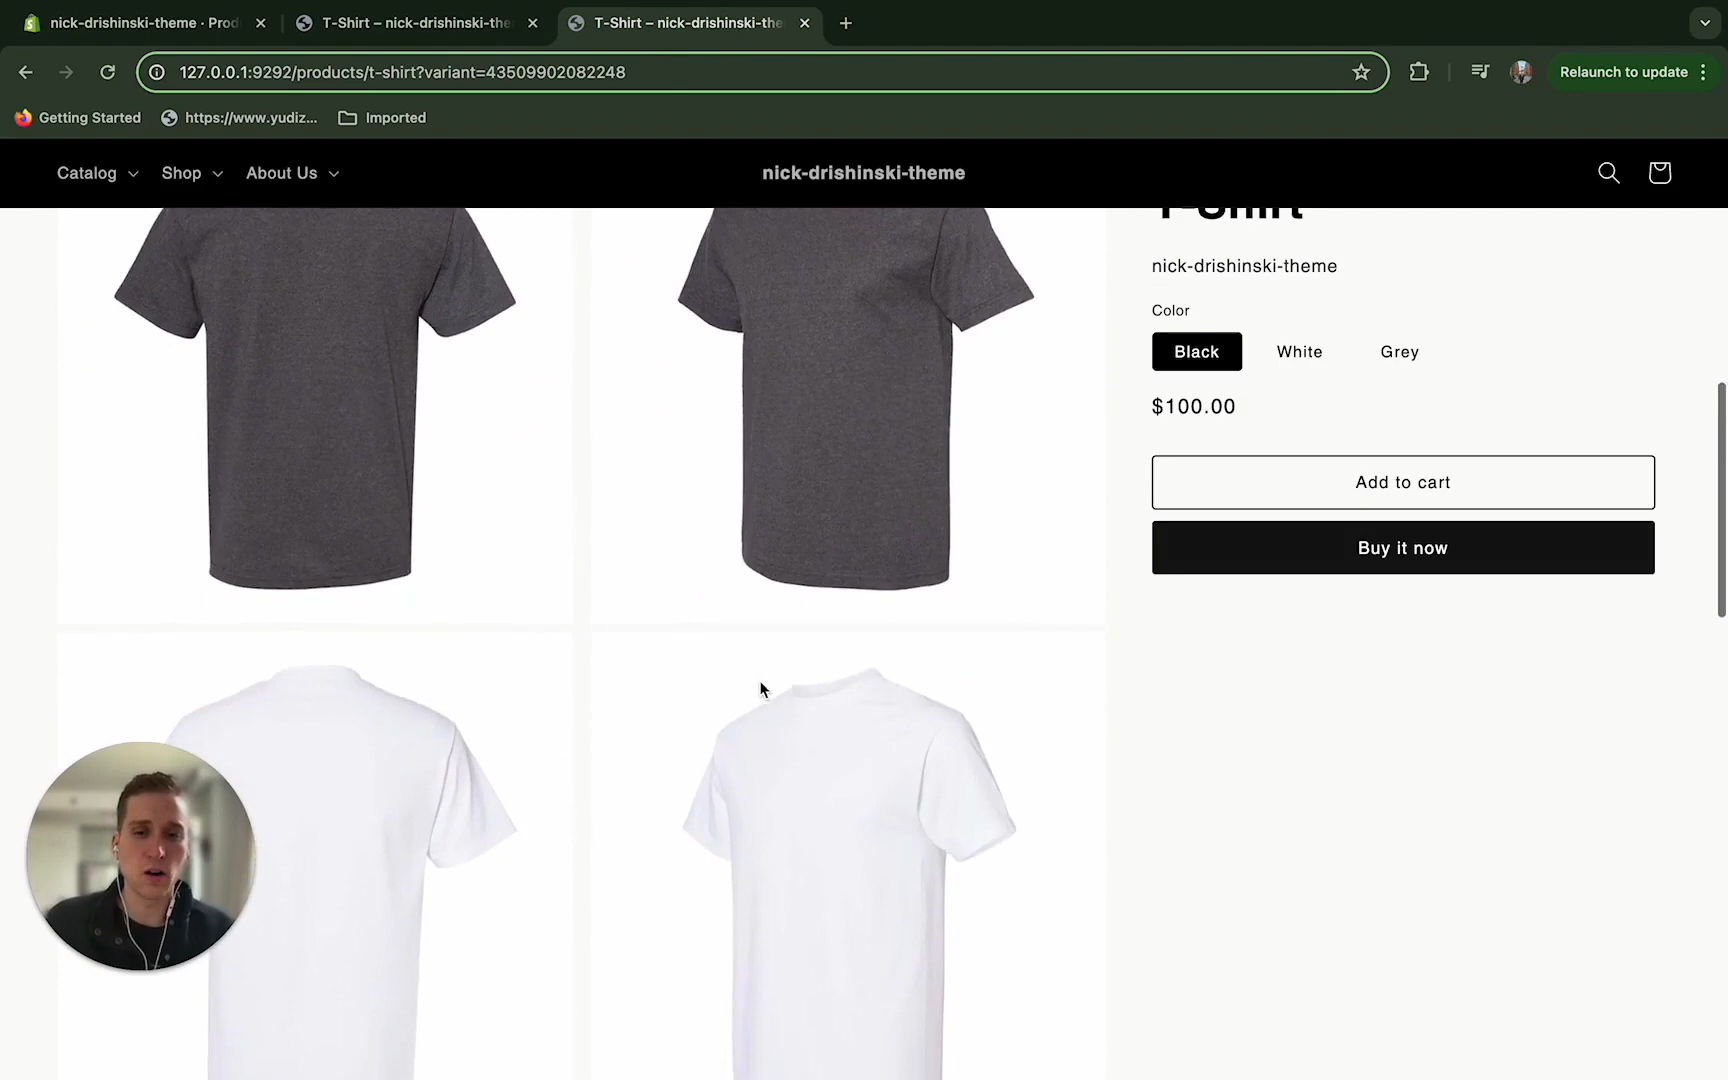 nick-drishinski-theme · Prod
T-Shirt – nick-drishinski-the
T-Shirt – nick-drishinski-the
127.0.0.1:9292/products/t-shirt?variant=43509902082248
Relaunch to update
Getting Started
https://www.yudiz...
Imported
Catalog
Shop
About Us
nick-drishinski-theme
T-Shirt
nick-drishinski-theme
Color
Black
White
Grey
$100.00
Add to cart
Buy it now